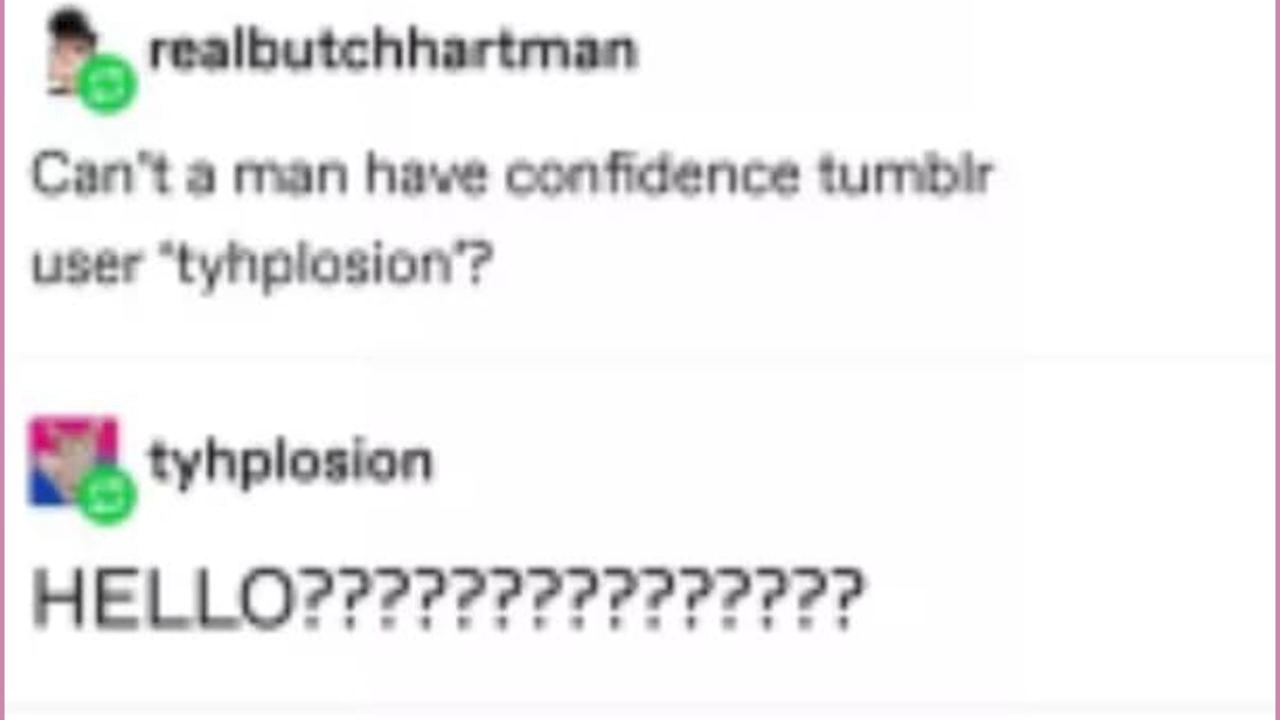 realbutchhartman
Can't a man have confidence tumblr
user "tyhplosion"?
tyhplosion
HELLO???????????????